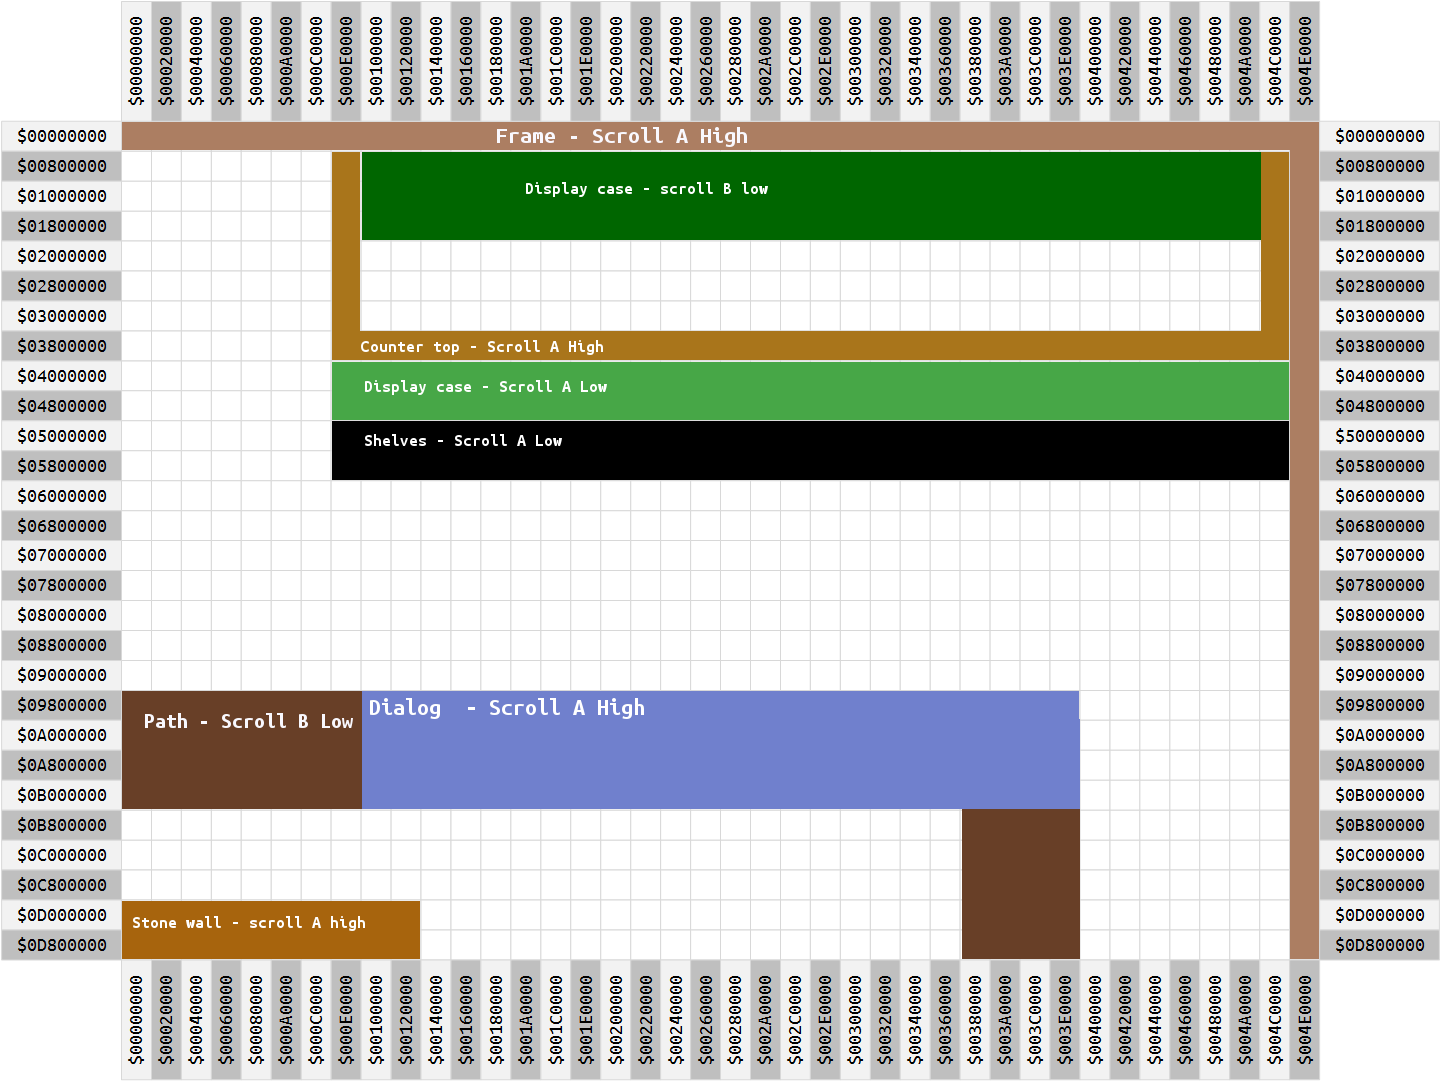 $00000000 $00020000 $00040000 $00060000 $00080000 $000A0000 $000C0000 $000E0000 $00100000 $00120000 $00140000 $00160000 $00180000 $001A0000 $001C0000 $001E0000 $00200000 $00220000 $00240000 $00260000 $00280000 $002A0000 $002C0000 $002E0000 $00300000 $00320000 $00340000 $00360000 $00380000 $003A0000 $003C0000 $003E0000 $00400000 $00420000 $00440000 $00460000 $00480000 $004A0000 $004C0000 $004E0000
$00000000 Frame - Scroll A High $00000000
$00800000 $00800000
Display case - scroll B low
$01000000 $01000000
$01800000 $01800000
$02000000 $02000000
$02800000 $02800000
$03000000 $03000000
$03800000 Counter top - Scroll A High $03800000
$04000000 $04000000
Display case - Scroll A Low
$04800000 $04800000
$05000000 Shelves - Scroll A Low $50000000
$05800000 $05800000
$06000000 $06000000
$06800000 $06800000
$07000000 $07000000
$07800000 $07800000
$08000000 $08000000
$08800000 $08800000
$09000000 $09000000
$09800000 Dialog  - Scroll A High $09800000
Path - Scroll B Low
$0A000000 $0A000000
$0A800000 $0A800000
$0B000000 $0B000000
$0B800000 $0B800000
$0C000000 $0C000000
$0C800000 $0C800000
$0D000000 Stone wall - scroll A high $0D000000
$0D800000 $0D800000
$00000000 $00020000 $00040000 $00060000 $00080000 $000A0000 $000C0000 $000E0000 $00100000 $00120000 $00140000 $00160000 $00180000 $001A0000 $001C0000 $001E0000 $00200000 $00220000 $00240000 $00260000 $00280000 $002A0000 $002C0000 $002E0000 $00300000 $00320000 $00340000 $00360000 $00380000 $003A0000 $003C0000 $003E0000 $00400000 $00420000 $00440000 $00460000 $00480000 $004A0000 $004C0000 $004E0000